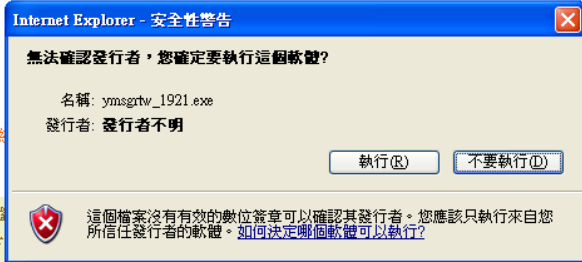 Internet Explorer - 安全性警告
無法確認發行者，您確定要執行這個軟體?
名稱: ymsgrtw_1921.exe
發行者: 發行者不明
執行(R) 不要執行(D)
這個檔案沒有有效的數位簽章可以確認其發行者。您應該只執行來自您
所信任發行者的軟體。如何決定哪個軟體可以執行?